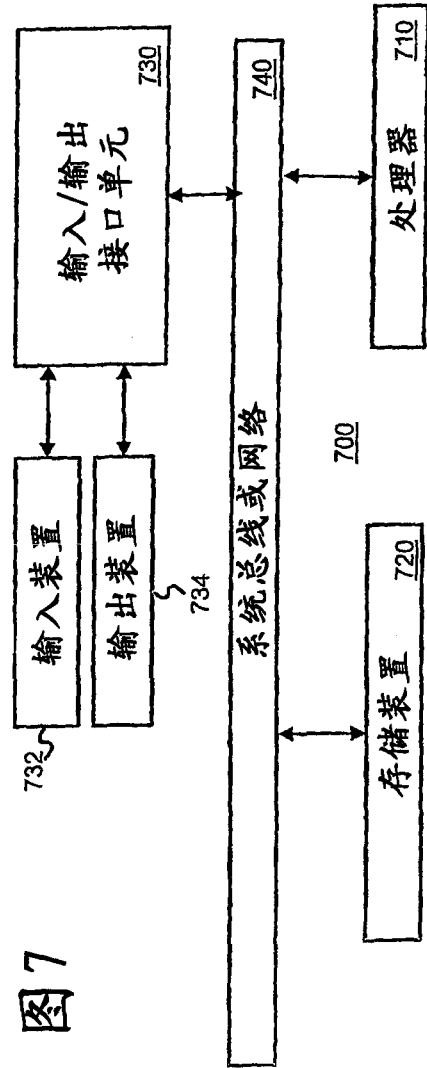 图7
732
输入装置
输出装置
734
输入/输出
接口单元
730
系统总线或网络
740
700
存储装置
720
处理器
710